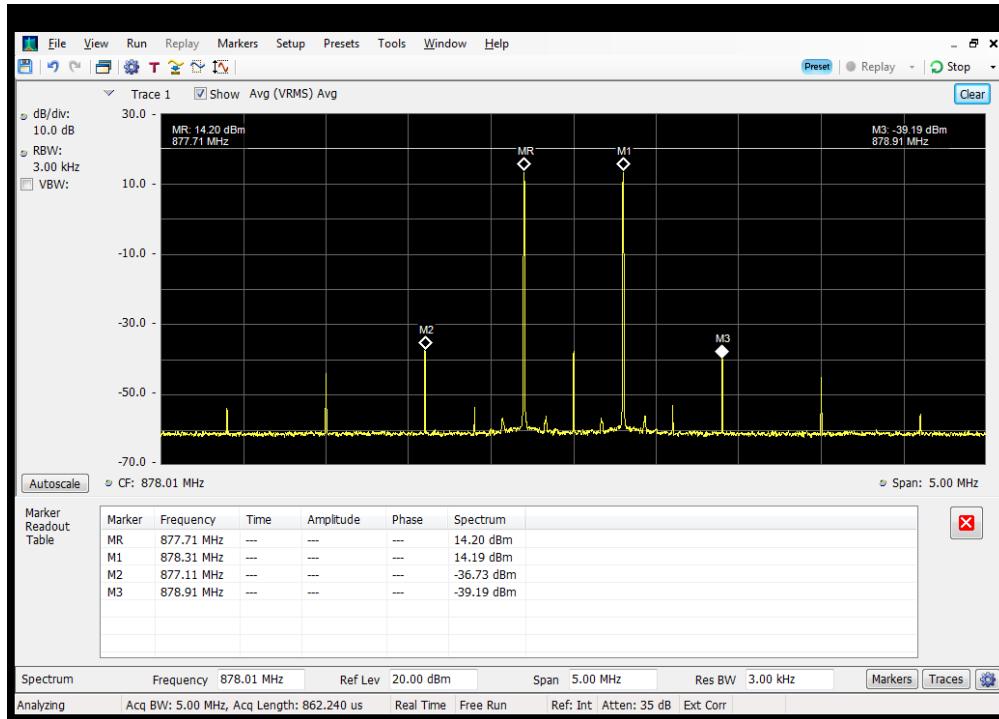 File View Run Replay Markers Setup Presets Tools Window Help
T Preset Replay Stop
Trace 1 Show Avg (VRMS) Avg Clear
dB/div:
10.0 dB
RBW:
3.00 kHz
VBW:
30.0
10.0
-10.0
-30.0
-50.0
-70.0
MR: 14.20 dBm
877.71 MHz
M3: -39.19 dBm
878.91 MHz
MR
M1
M2
M3
Autoscale CF: 878.01 MHz Span: 5.00 MHz
Marker
Readout
Table
Marker Frequency Time Amplitude Phase Spectrum
MR 877.71 MHz --- --- --- 14.20 dBm
M1 878.31 MHz --- --- --- 14.19 dBm
M2 877.11 MHz --- --- --- -36.73 dBm
M3 878.91 MHz --- --- --- -39.19 dBm
Spectrum Frequency 878.01 MHz Ref Lev 20.00 dBm Span 5.00 MHz Res BW 3.00 kHz Markers Traces
Analyzing Acq BW: 5.00 MHz, Acq Length: 862.240 us Real Time Free Run Ref: Int Atten: 35 dB Ext Corr